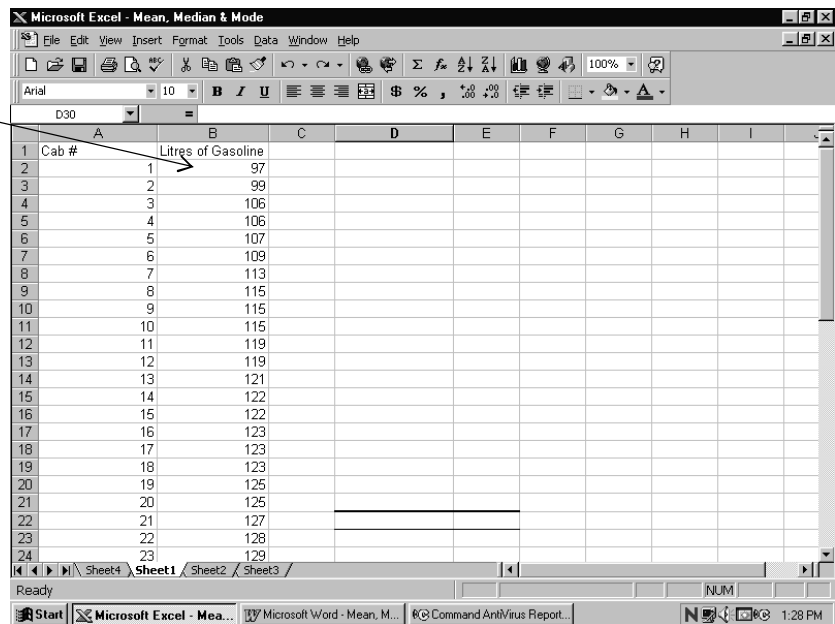 Microsoft Excel - Mean, Median & Mode
File Edit View Insert Format Tools Data Window Help
100%
Arial 10 B I U $ % ,
D30 =
A B C D E F G H I J
1 Cab # Litres of Gasoline
2 1 97
3 2 99
4 3 106
5 4 106
6 5 107
7 6 109
8 7 113
9 8 115
10 9 115
11 10 115
12 11 119
13 12 119
14 13 121
15 14 122
16 15 122
17 16 123
18 17 123
19 18 123
20 19 125
21 20 125
22 21 127
23 22 128
24 23 129
Sheet4 Sheet1 Sheet2 Sheet3
Ready NUM
Start Microsoft Excel - Mea... Microsoft Word - Mean, M... Command AntiVirus Report... 1:28 PM